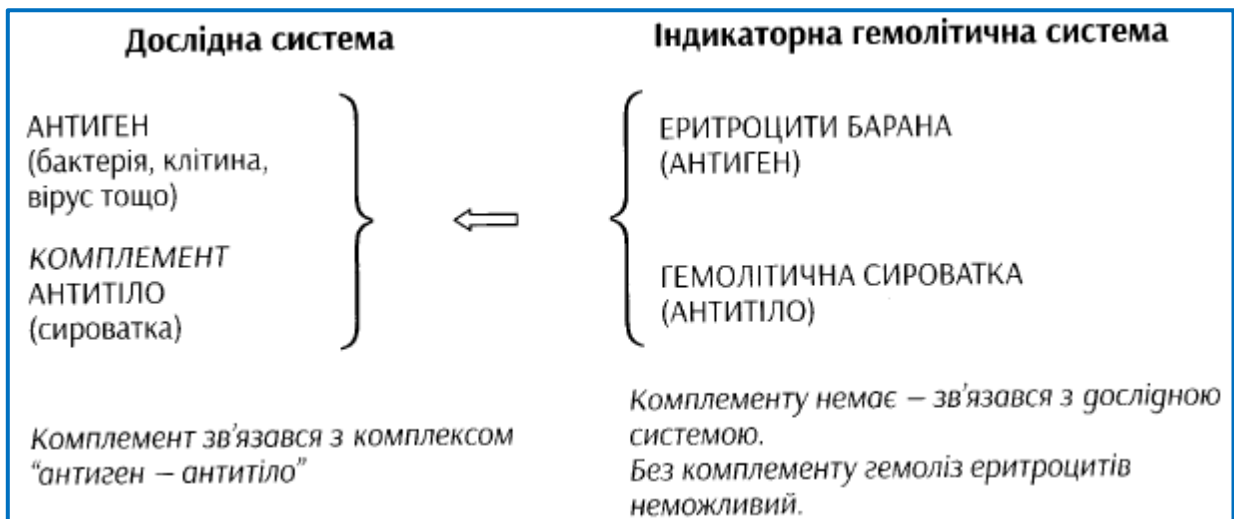 Дослідна система
АНТИГЕН
(бактерія, клітина,
вірус тощо)
КОМПЛЕМЕНТ
АНТИТІЛО
(сироватка)
Комплемент зв’язався з комплексом
“антиген – антитіло”
Індикаторна гемолітична система
ЕРИТРОЦИТИ БАРАНА
(АНТИГЕН)
ГЕМОЛІТИЧНА СИРОВАТКА
(АНТИТІЛО)
Комплементу немає – зв’язався з дослідною
системою.
Без комплементу гемоліз еритроцитів
неможливий.